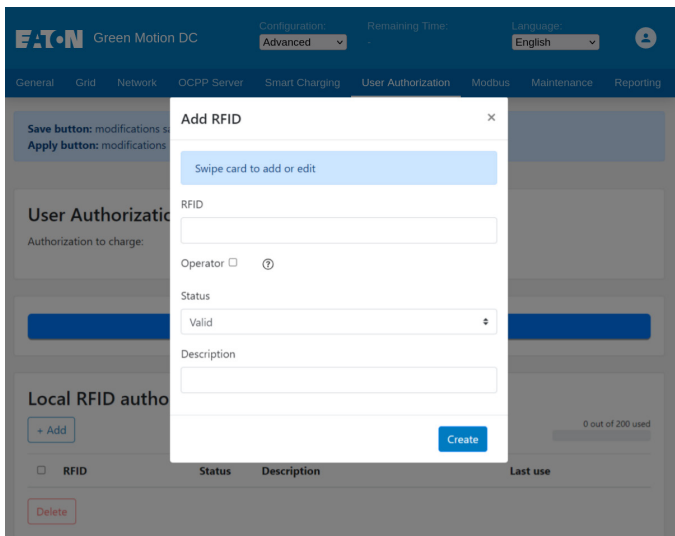 EATON Green Motion DC
Configuration:
Advanced
Remaining Time:
-
Language:
English
General Grid Network OCPP Server Smart Charging User Authorization Modbus Maintenance Reporting
Save button: modifications sa
Apply button: modifications
Add RFID ×
Swipe card to add or edit
RFID
Operator
Status
Valid
Description
Create
User Authorizatio
Authorization to charge:
Local RFID autho
+ Add
0 out of 200 used
RFID Status Description Last use
Delete